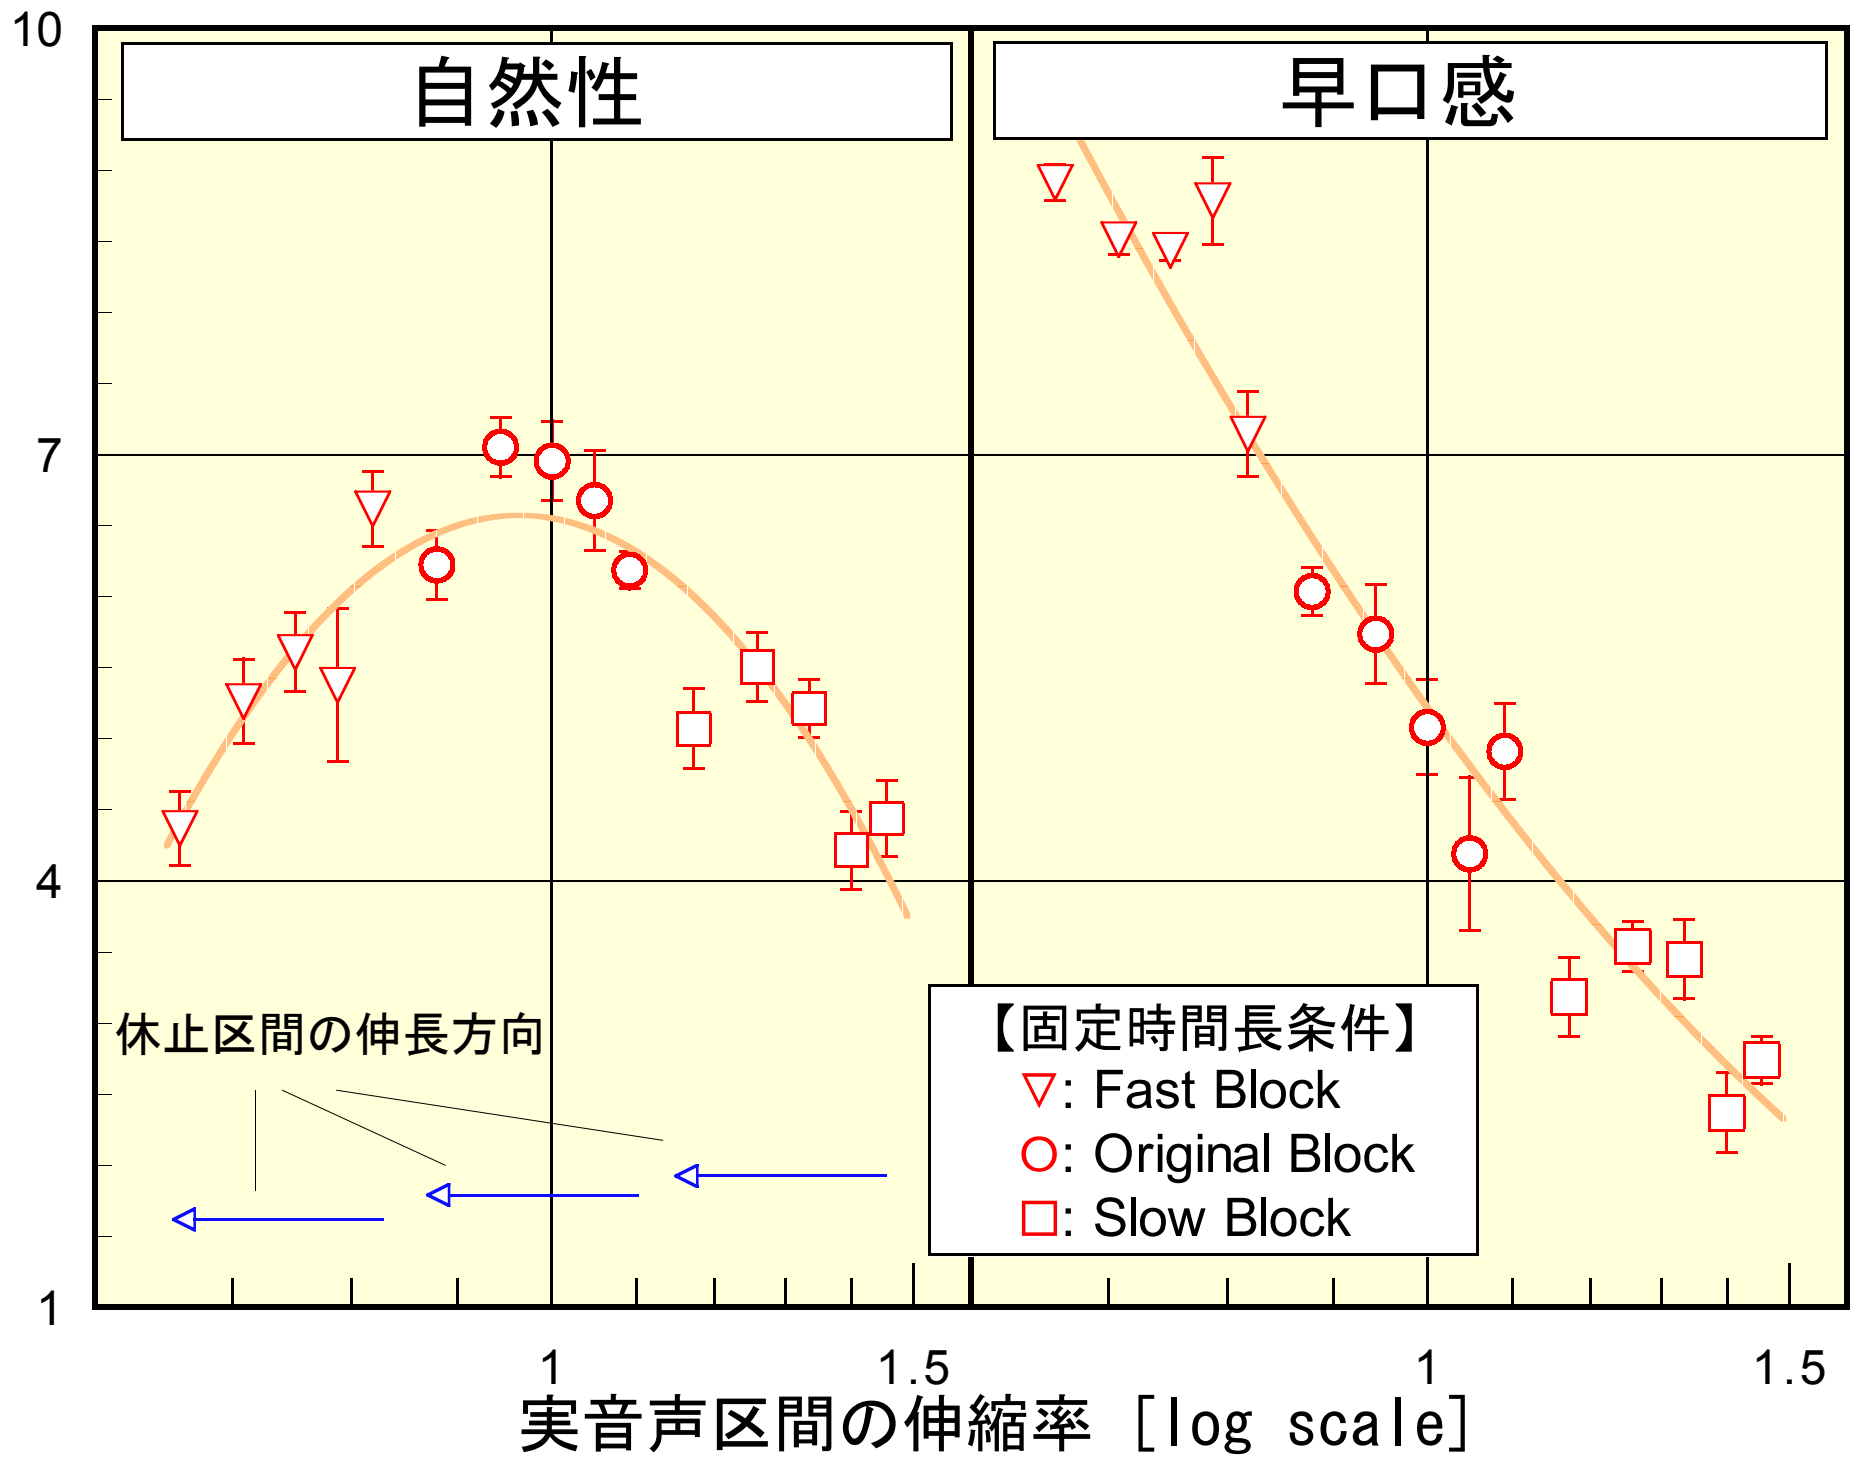 10
自然性
早口感
7
4
休止区間の伸長方向
【固定時間長条件】
▽: Fast Block
○: Original Block
□: Slow Block
1
1
1.5
1
1.5
実音声区間の伸縮率 [log scale]